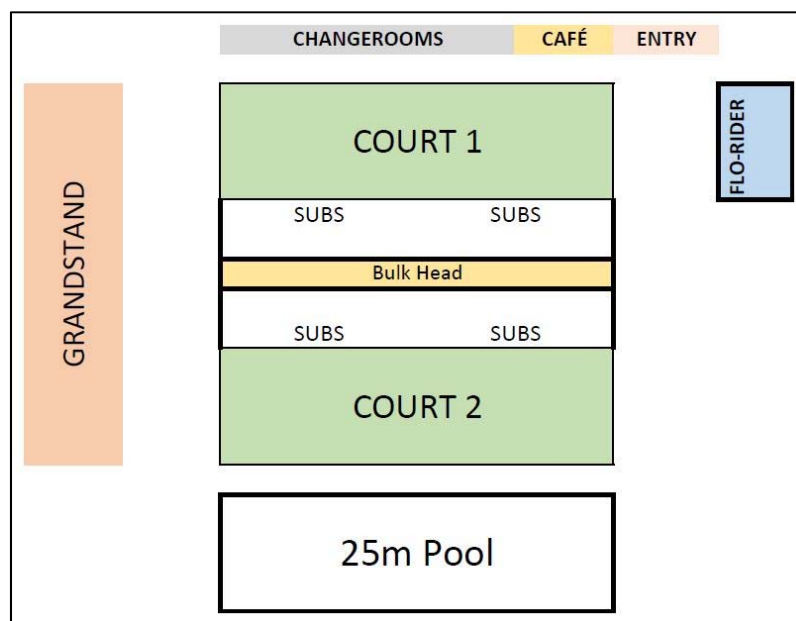 CHANGEROOMS
CAFÉ
ENTRY
GRANDSTAND
COURT 1
FLO-RIDER
SUBS
SUBS
Bulk Head
SUBS
SUBS
COURT 2
25m Pool